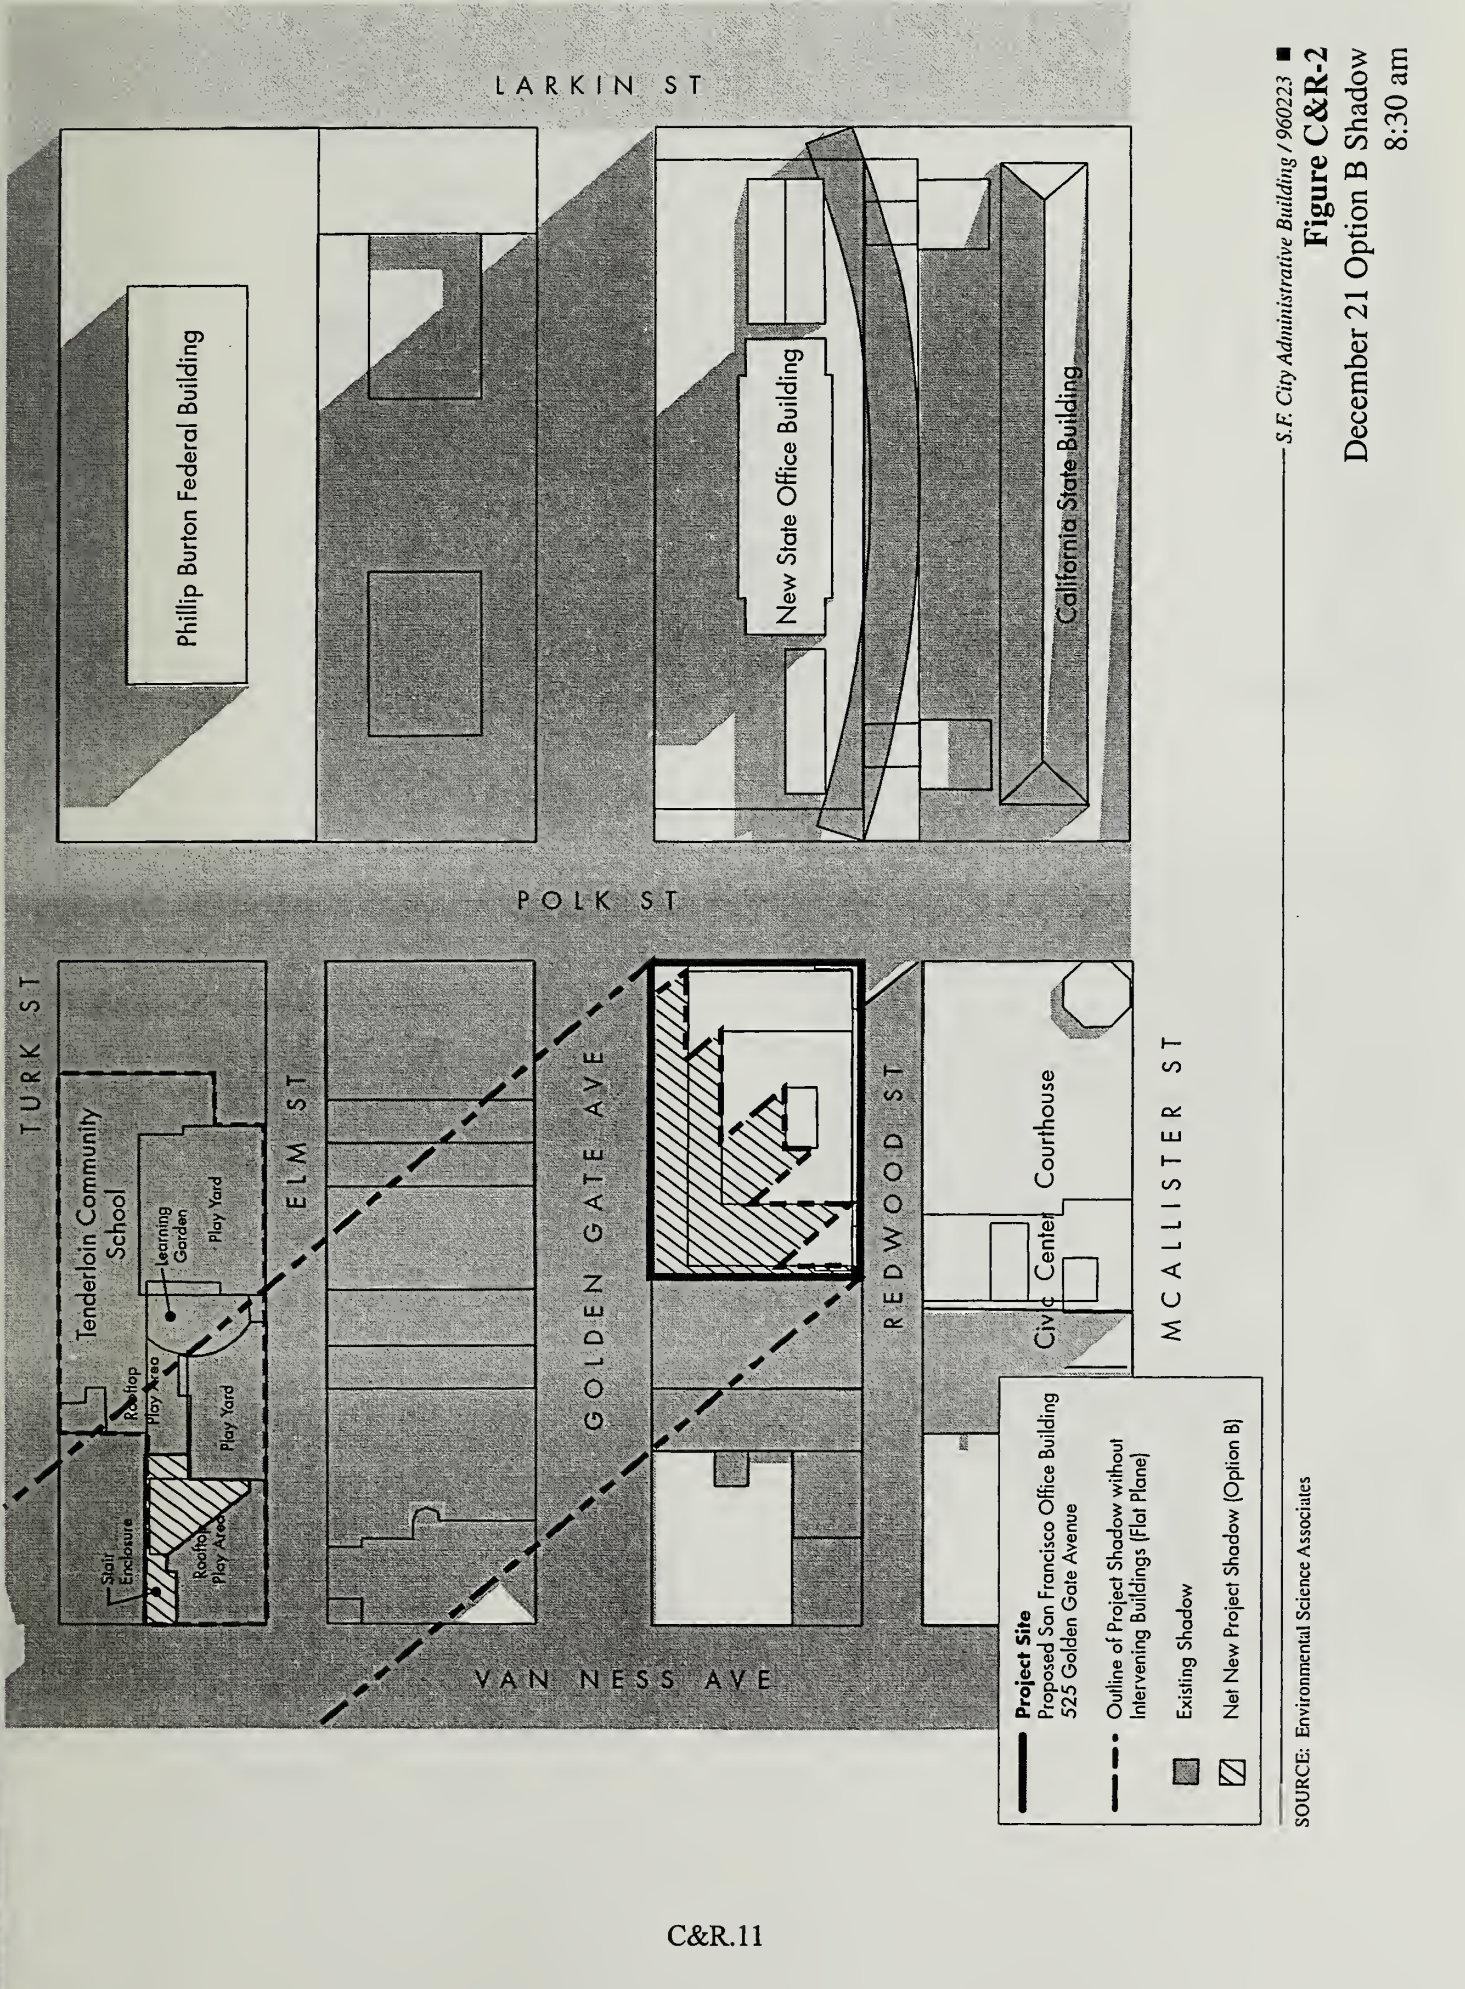 LARKIN ST
Phillip Burton Federal Building
New State Office Building
California State Building
POLK ST
TURK ST
Tenderloin Community
School
Learning
Garden
Play Yard
ELM ST
Rooftop
Play Area
Play Yard
Stair
Enclosure
Rooftop
Play Area
GOLDEN GATE AVE
REDWOOD ST
Civic Center Courthouse
MCALLISTER ST
VAN NESS AVE
Project Site
Proposed San Francisco Office Building
525 Golden Gate Avenue
Outline of Project Shadow without
Intervening Buildings (Flat Plane)
Existing Shadow
Net New Project Shadow (Option B)
SOURCE: Environmental Science Associates
S.F. City Administrative Building / 960223 ■
Figure C&R-2
December 21 Option B Shadow
8:30 am
C&R.11